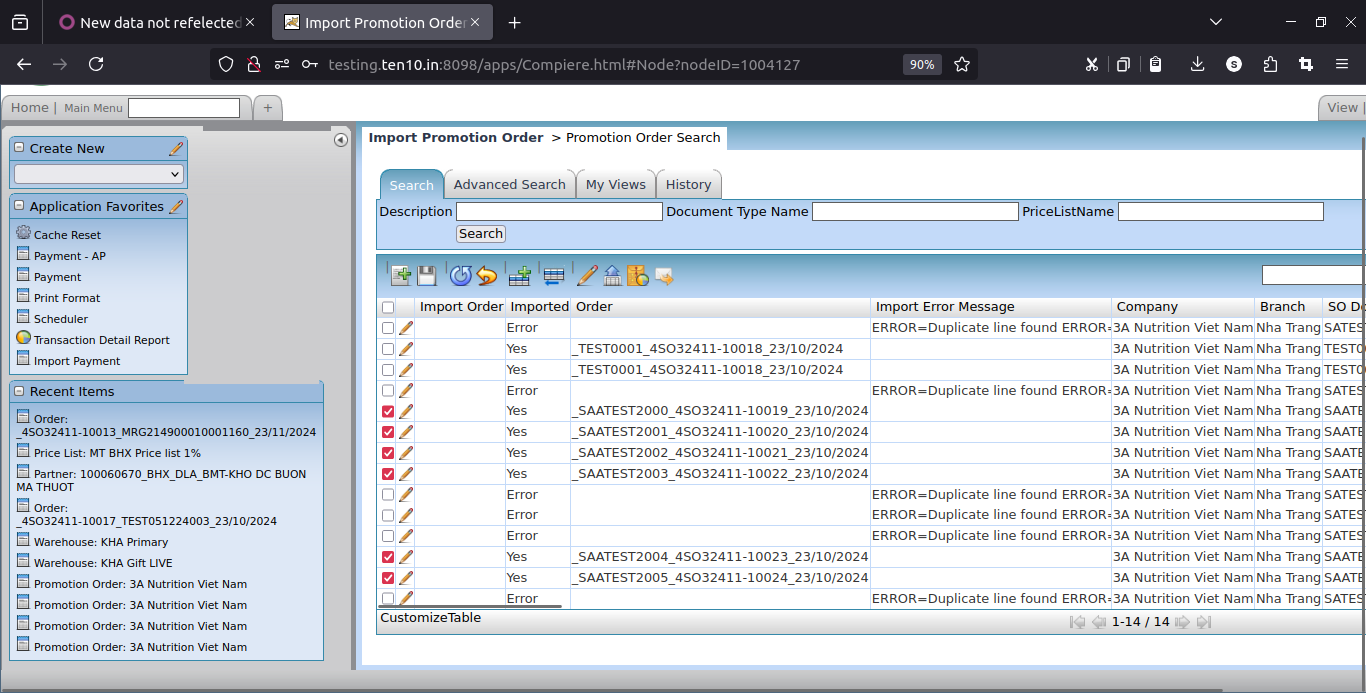 New data not refelected
Import Promotion Order
testing.ten10.in:8098/apps/Compiere.html#Node?nodeID=1004127
90%
S
Home | Main Menu
+
View |
Create New
Application Favorites
Cache Reset
Payment - AP
Payment
Print Format
Scheduler
Transaction Detail Report
Import Payment
Recent Items
Order:
_4SO32411-10013_MRG214900010001160_23/11/2024
Price List: MT BHX Price list 1%
Partner: 100060670_BHX_DLA_BMT-KHO DC BUON
MA THUOT
Order:
_4SO32411-10017_TEST051224003_23/10/2024
Warehouse: KHA Primary
Warehouse: KHA Gift LIVE
Promotion Order: 3A Nutrition Viet Nam
Promotion Order: 3A Nutrition Viet Nam
Promotion Order: 3A Nutrition Viet Nam
Promotion Order: 3A Nutrition Viet Nam
Import Promotion Order > Promotion Order Search
Search Advanced Search My Views History
Description Document Type Name PriceListName
Search
Import Order Imported Order Import Error Message Company Branch SO Do
Error ERROR=Duplicate line found ERROR= 3A Nutrition Viet Nam Nha Trang SATES
Yes _TEST0001_4SO32411-10018_23/10/2024 3A Nutrition Viet Nam Nha Trang TEST0
Yes _TEST0001_4SO32411-10018_23/10/2024 3A Nutrition Viet Nam Nha Trang TEST0
Error ERROR=Duplicate line found ERROR= 3A Nutrition Viet Nam Nha Trang SATES
Yes _SAATEST2000_4SO32411-10019_23/10/2024 3A Nutrition Viet Nam Nha Trang SAATE
Yes _SAATEST2001_4SO32411-10020_23/10/2024 3A Nutrition Viet Nam Nha Trang SAATE
Yes _SAATEST2002_4SO32411-10021_23/10/2024 3A Nutrition Viet Nam Nha Trang SAATE
Yes _SAATEST2003_4SO32411-10022_23/10/2024 3A Nutrition Viet Nam Nha Trang SAATE
Error ERROR=Duplicate line found ERROR= 3A Nutrition Viet Nam Nha Trang SATES
Error ERROR=Duplicate line found ERROR= 3A Nutrition Viet Nam Nha Trang SATES
Error ERROR=Duplicate line found ERROR= 3A Nutrition Viet Nam Nha Trang SATES
Yes _SAATEST2004_4SO32411-10023_23/10/2024 3A Nutrition Viet Nam Nha Trang SAATE
Yes _SAATEST2005_4SO32411-10024_23/10/2024 3A Nutrition Viet Nam Nha Trang SAATE
Error ERROR=Duplicate line found ERROR= 3A Nutrition Viet Nam Nha Trang SATES
CustomizeTable
1-14 / 14